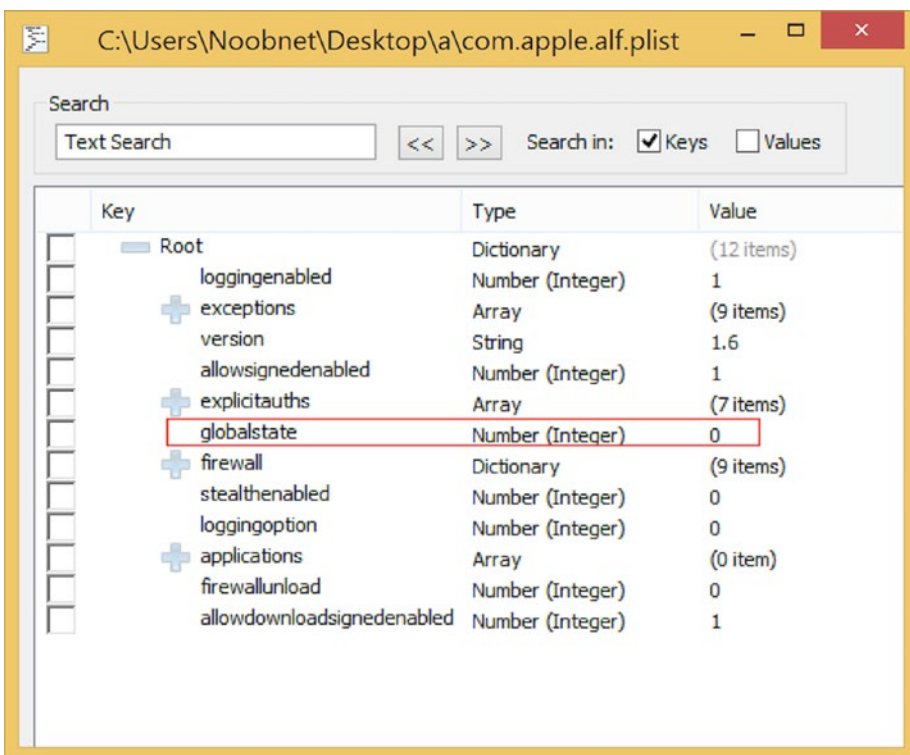 C:\Users\Noobnet\Desktop\a\com.apple.alf.plist
Search
Text Search << >> Search in: Keys Values
Key Type Value
Root Dictionary (12 items)
loggingenabled Number (Integer) 1
exceptions Array (9 items)
version String 1.6
allowsignedenabled Number (Integer) 1
explicitauths Array (7 items)
globalstate Number (Integer) 0
firewall Dictionary (9 items)
stealthenabled Number (Integer) 0
loggingoption Number (Integer) 0
applications Array (0 item)
firewallunload Number (Integer) 0
allowdownloadsignedenabled Number (Integer) 1